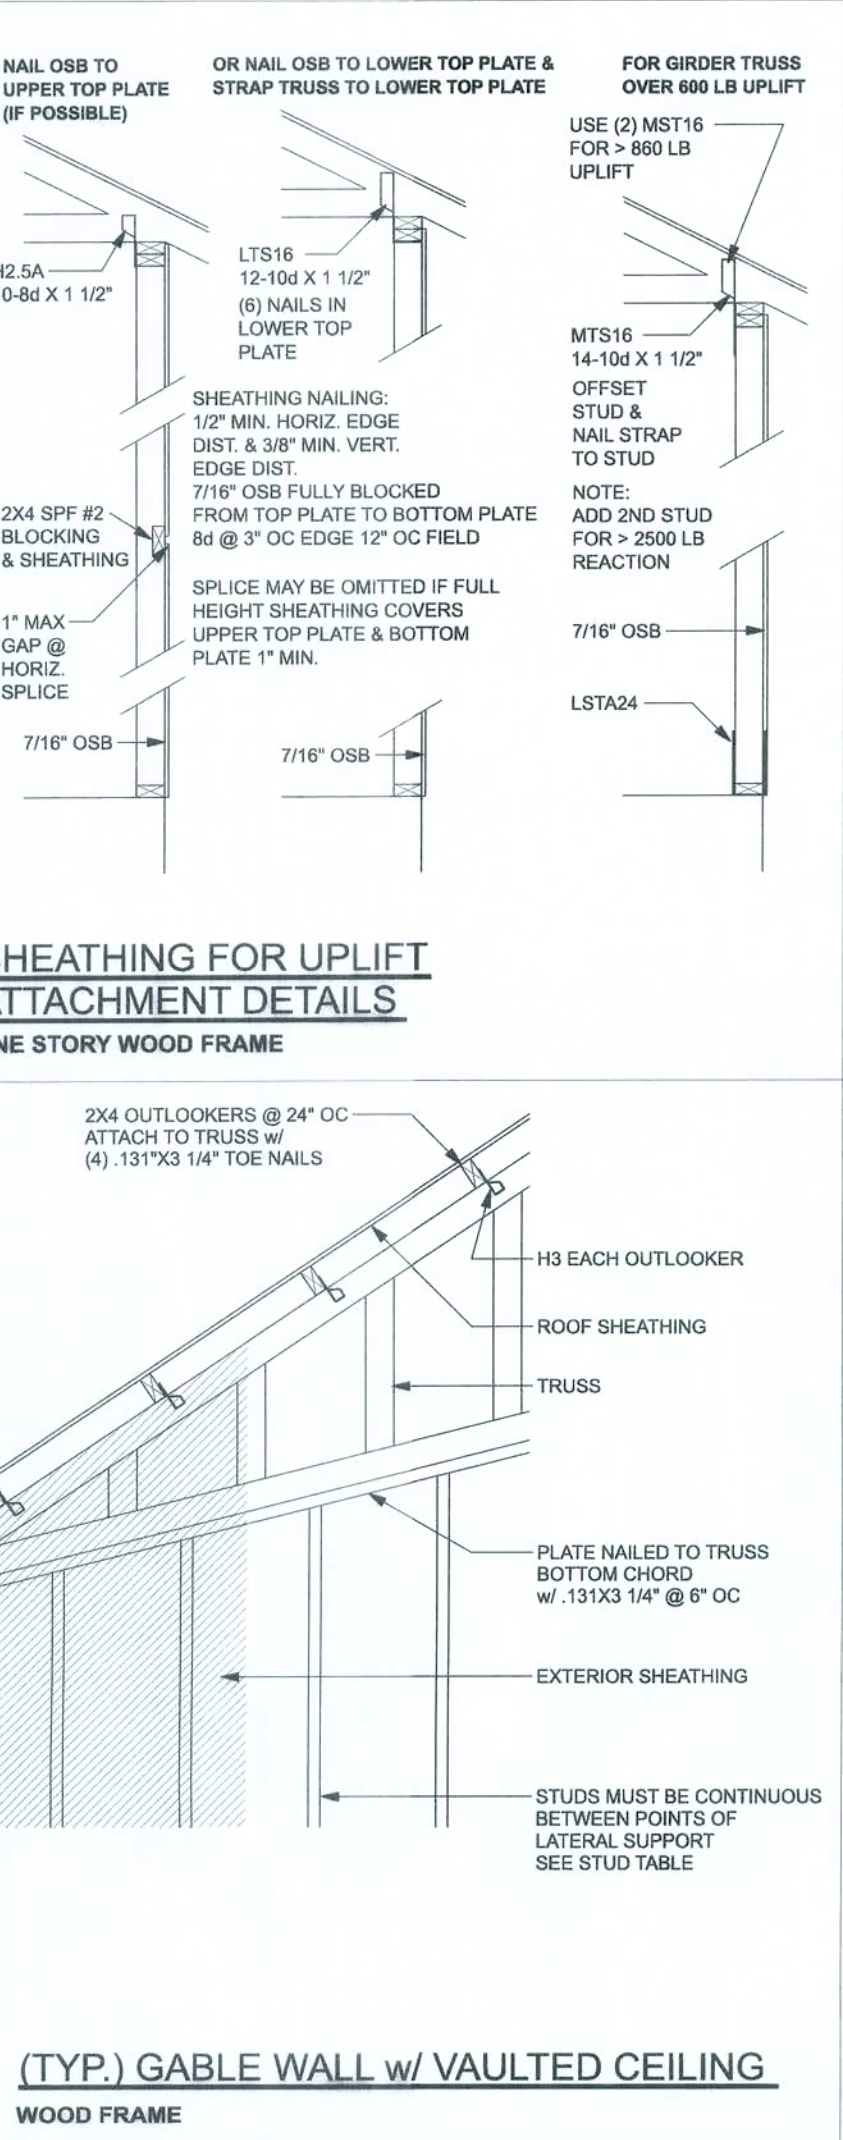 NAIL OSB TO
UPPER TOP PLATE
(IF POSSIBLE)
H2.5A
0-8d X 1 1/2"
2X4 SPF #2
BLOCKING
& SHEATHING
1" MAX
GAP @
HORIZ.
SPLICE
7/16" OSB
OR NAIL OSB TO LOWER TOP PLATE &
STRAP TRUSS TO LOWER TOP PLATE
LTS16
12-10d X 1 1/2"
(6) NAILS IN
LOWER TOP
PLATE
SHEATHING NAILING:
1/2" MIN. HORIZ. EDGE
DIST. & 3/8" MIN. VERT.
EDGE DIST.
7/16" OSB FULLY BLOCKED
FROM TOP PLATE TO BOTTOM PLATE
8d @ 3" OC EDGE 12" OC FIELD
SPLICE MAY BE OMITTED IF FULL
HEIGHT SHEATHING COVERS
UPPER TOP PLATE & BOTTOM
PLATE 1" MIN.
7/16" OSB
FOR GIRDER TRUSS
OVER 600 LB UPLIFT
USE (2) MST16
FOR > 860 LB
UPLIFT
MTS16
14-10d X 1 1/2"
OFFSET
STUD &
NAIL STRAP
TO STUD
NOTE:
ADD 2ND STUD
FOR > 2500 LB
REACTION
7/16" OSB
LSTA24
SHEATHING FOR UPLIFT
ATTACHMENT DETAILS
NE STORY WOOD FRAME
2X4 OUTLOOKERS @ 24" OC
ATTACH TO TRUSS w/
(4) .131"X3 1/4" TOE NAILS
H3 EACH OUTLOOKER
ROOF SHEATHING
TRUSS
PLATE NAILED TO TRUSS
BOTTOM CHORD
w/ .131X3 1/4" @ 6" OC
EXTERIOR SHEATHING
STUDS MUST BE CONTINUOUS
BETWEEN POINTS OF
LATERAL SUPPORT
SEE STUD TABLE
(TYP.) GABLE WALL w/ VAULTED CEILING
WOOD FRAME